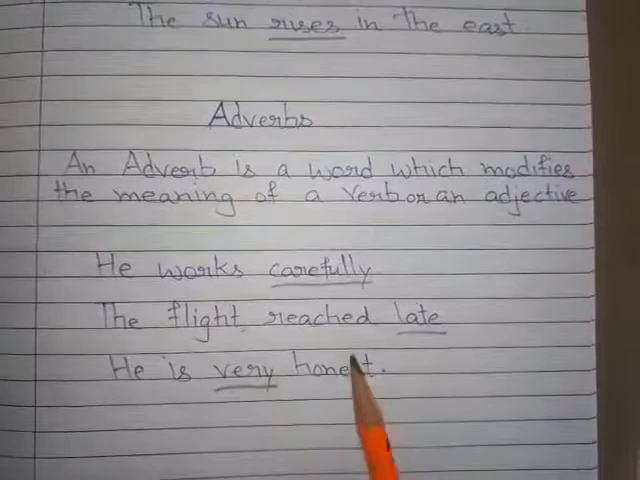 The sun rises in the east
Adverbs
An Adverb is a word which modifies
the meaning of a Verb or an adjective
He works carefully
The flight reached late
He is very honest.